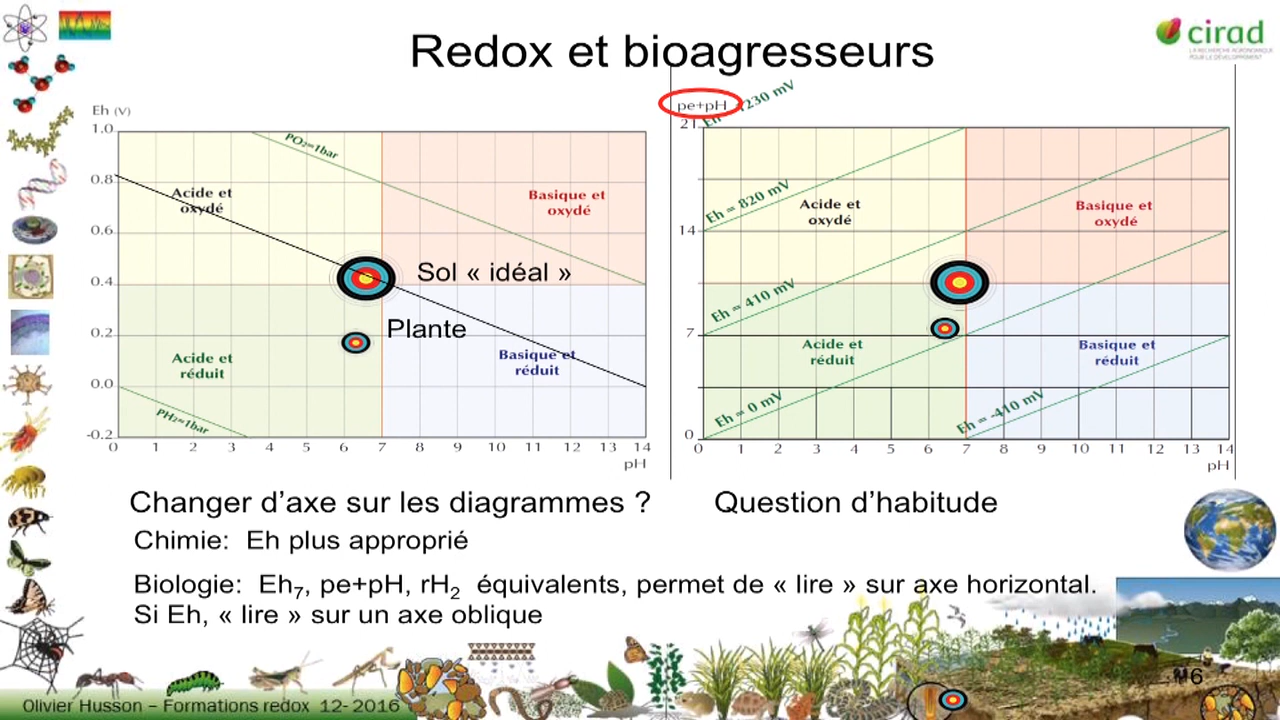 Redox et bioagresseurs
cirad
LA RECHERCHE AGRONOMIQUE
POUR LE DÉVELOPPEMENT
Eh (V)
1.0
0.8
0.6
0.4
0.2
0.0
-0.2
PO₂=1bar
Acide et
oxydé
Basique et
oxydé
Sol « idéal »
Plante
Acide et
réduit
Basique et
réduit
PH₂=1bar
0 1 2 3 4 5 6 7 8 9 10 11 12 13 14
pH
pe+pH
1230 mV
21
14
7
0
Eh = 820 mV
Acide et
oxydé
Basique et
oxydé
Eh = 410 mV
Acide et
réduit
Basique et
réduit
Eh = 0 mV
Eh = -410 mV
0 1 2 3 4 5 6 7 8 9 10 11 12 13 14
pH
Changer d’axe sur les diagrammes ? Question d’habitude
Chimie: Eh plus approprié
Biologie: Eh₇, pe+pH, rH₂ équivalents, permet de « lire » sur axe horizontal.
Si Eh, « lire » sur un axe oblique
Olivier Husson – Formations redox 12- 2016